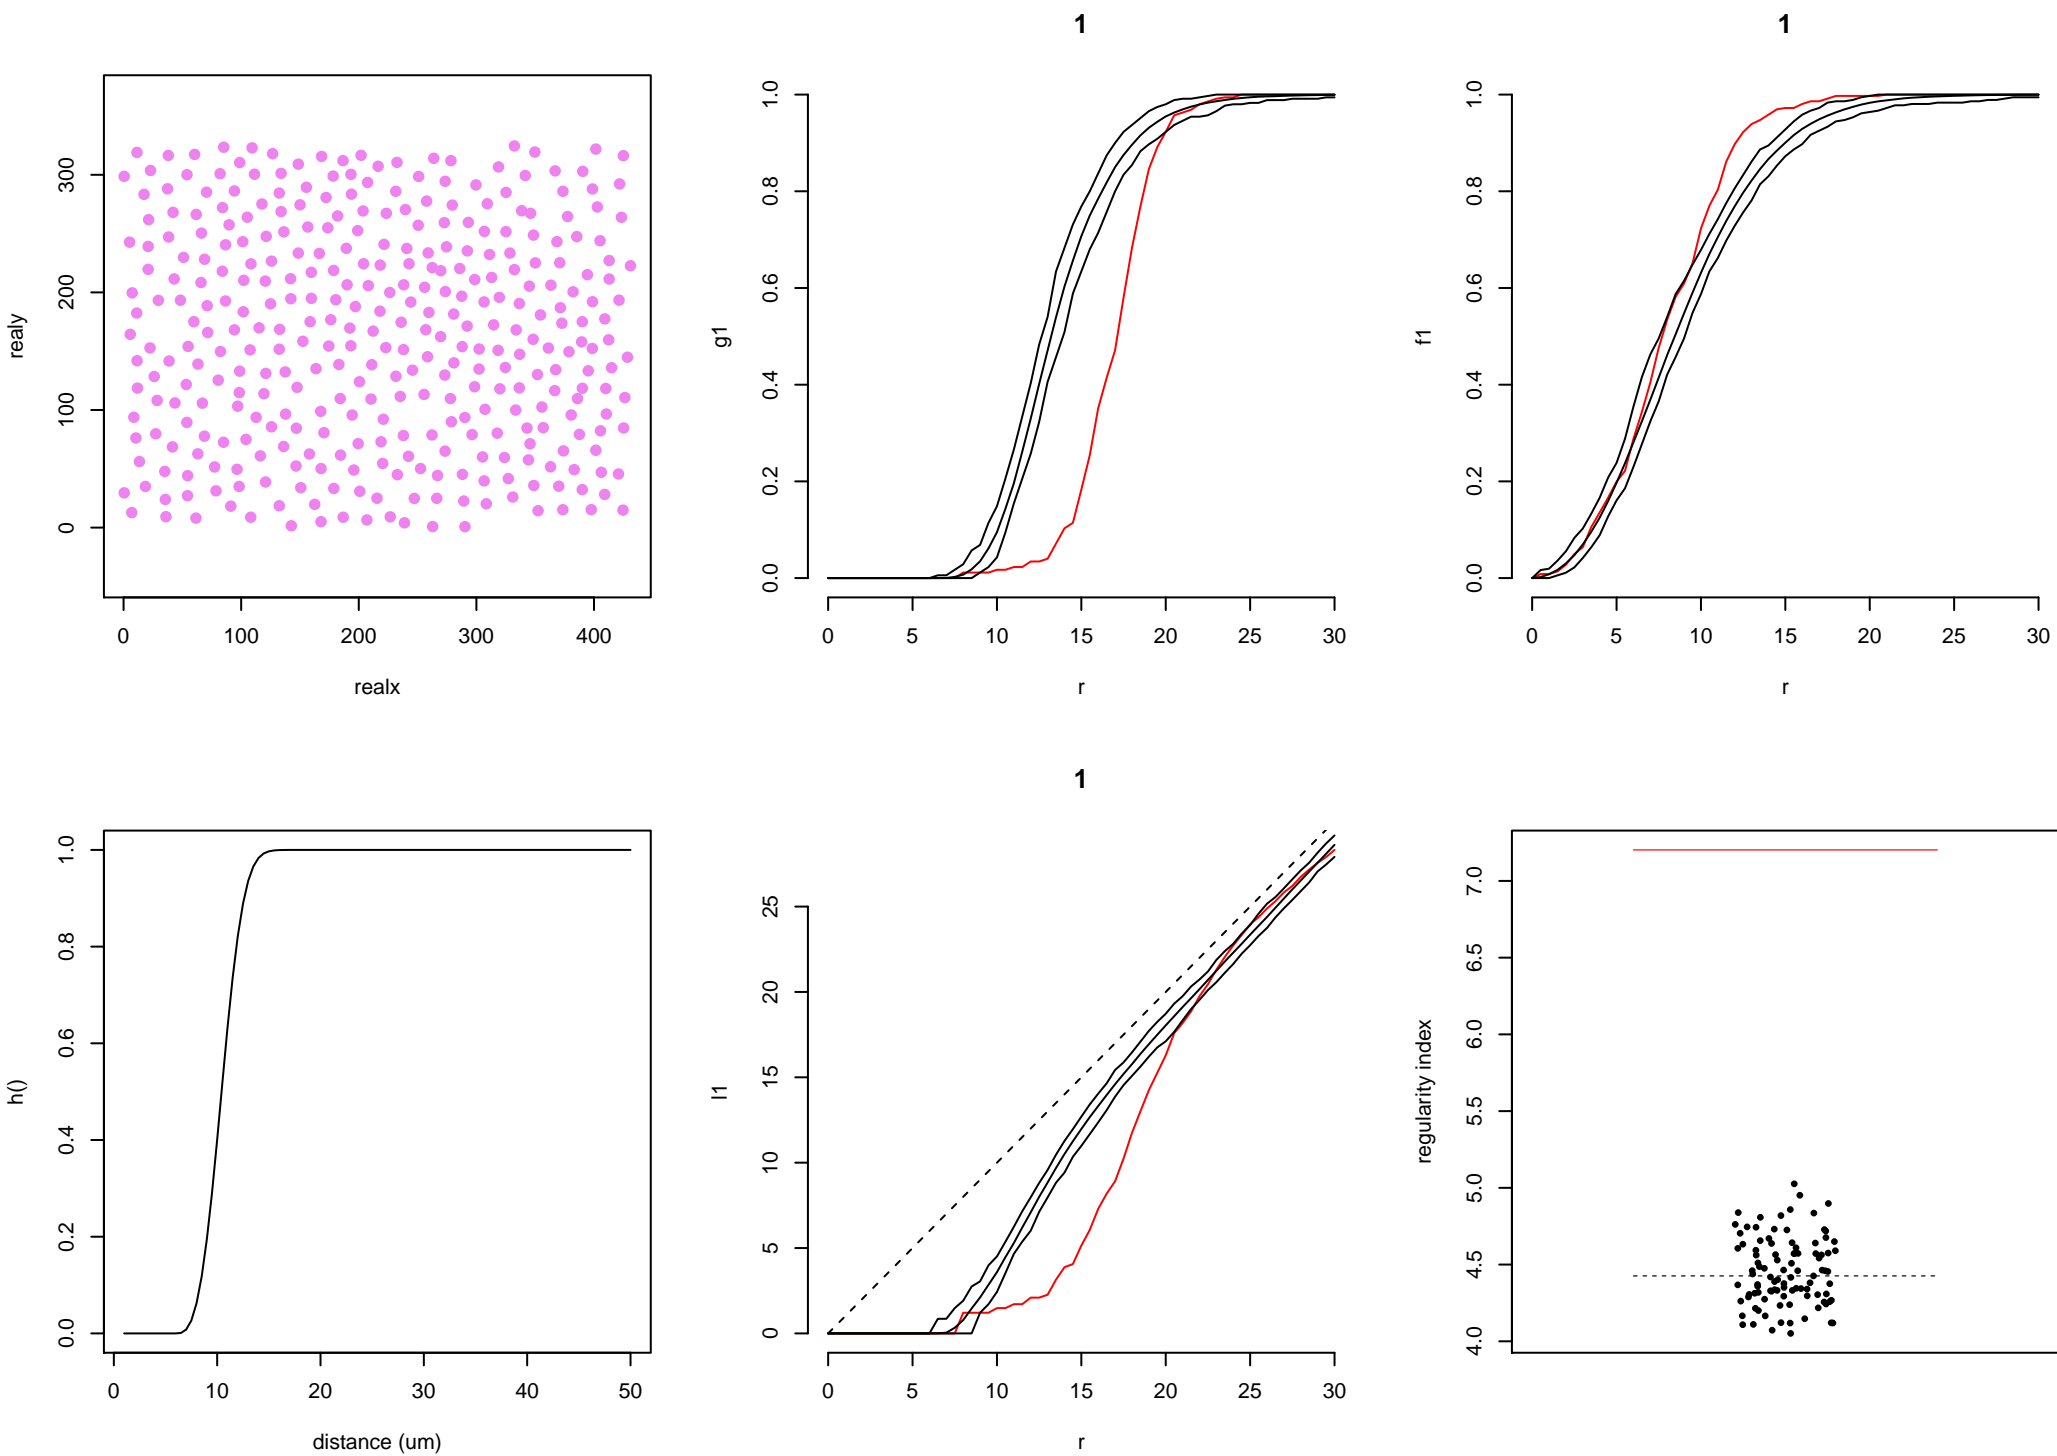 1
1
realy
0 100 200 300
0 100 200 300 400
realx
g1
0.0 0.2 0.4 0.6 0.8 1.0
0 5 10 15 20 25 30
r
f1
0.0 0.2 0.4 0.6 0.8 1.0
0 5 10 15 20 25 30
r
1
h()
0.0 0.2 0.4 0.6 0.8 1.0
0 10 20 30 40 50
distance (um)
l1
0 5 10 15 20 25
0 5 10 15 20 25 30
r
regularity index
4.0 4.5 5.0 5.5 6.0 6.5 7.0